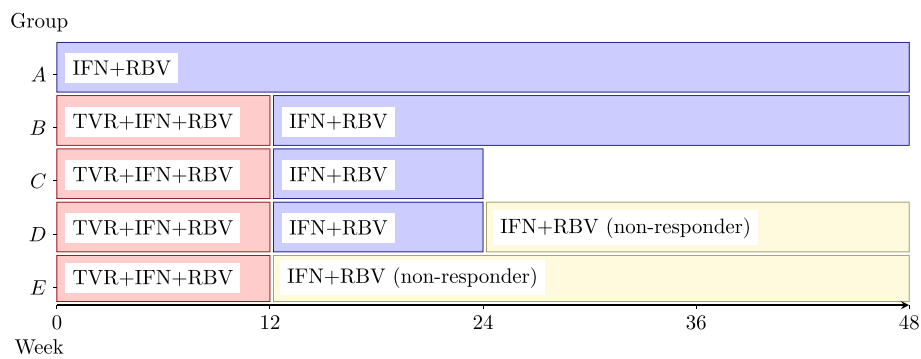 Group
A
IFN+RBV
B
TVR+IFN+RBV IFN+RBV
C
TVR+IFN+RBV IFN+RBV
D
TVR+IFN+RBV IFN+RBV IFN+RBV (non-responder)
E
TVR+IFN+RBV IFN+RBV (non-responder)
0 12 24 36 48
Week